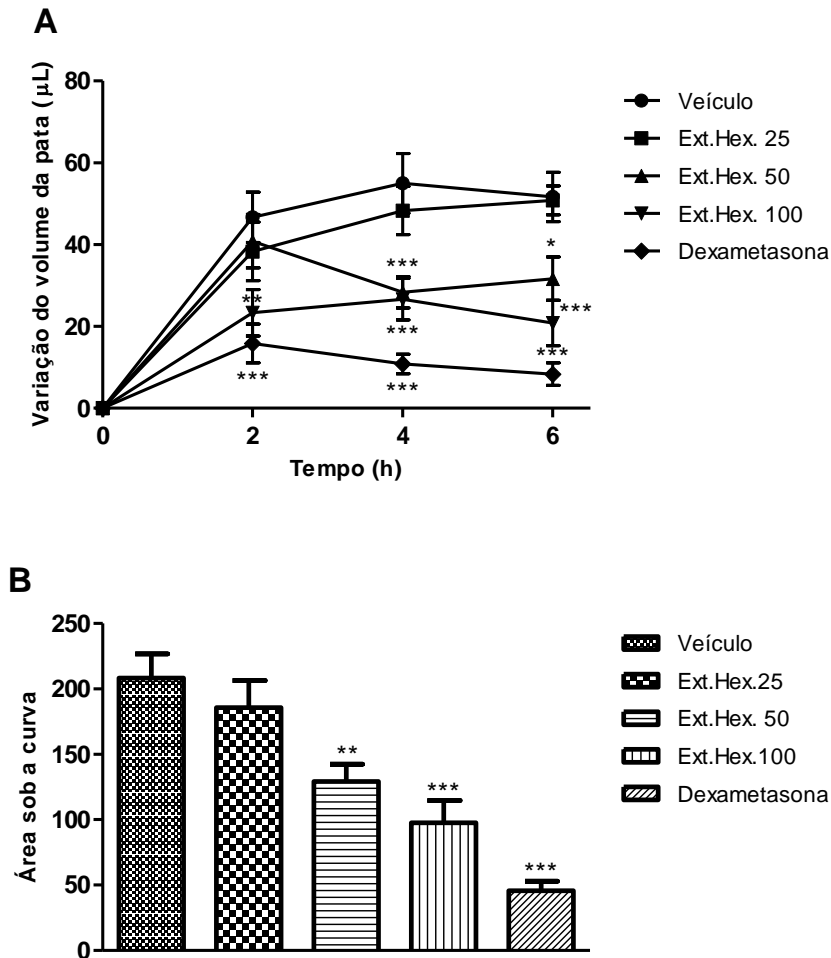 A
Variação do volume da pata (µL)
80
60
40
20
0
0
2
4
6
Tempo (h)
**
***
***
***
***
*
***
***
Veículo
Ext.Hex. 25
Ext.Hex. 50
Ext.Hex. 100
Dexametasona
B
Área sob a curva
250
200
150
100
50
0
**
***
***
Veículo
Ext.Hex.25
Ext.Hex. 50
Ext.Hex.100
Dexametasona